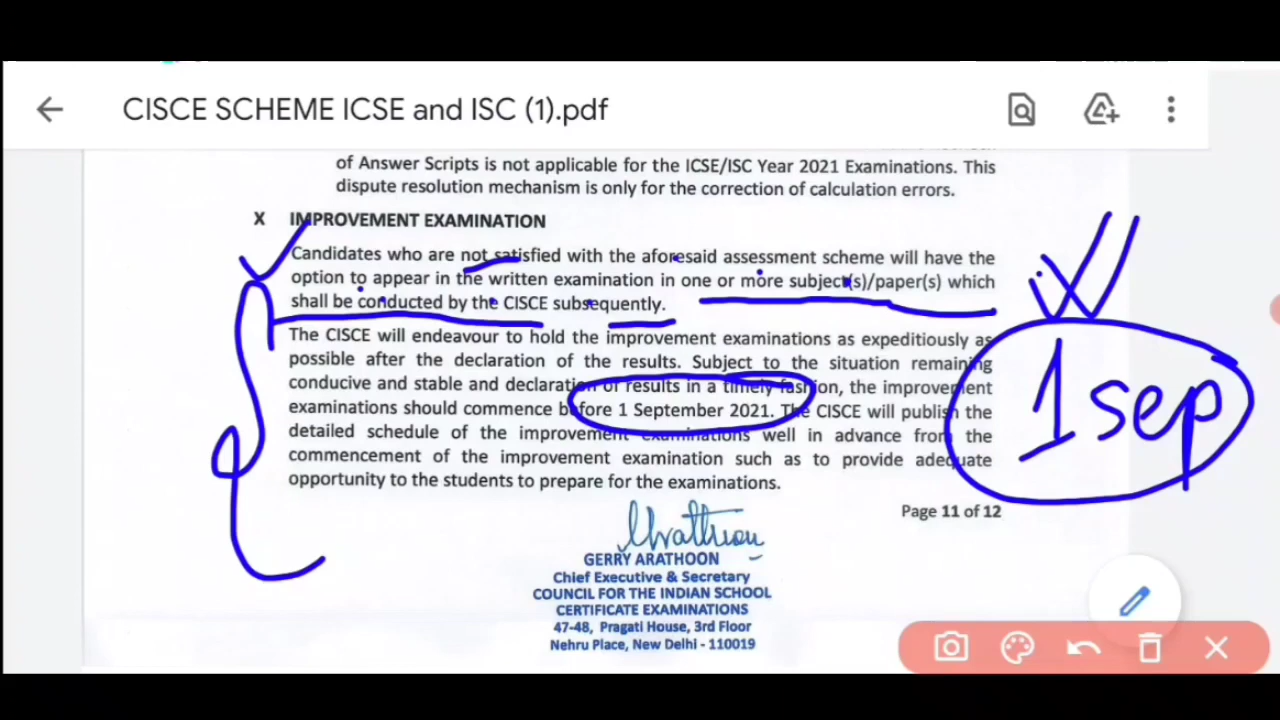 CISCE SCHEME ICSE and ISC (1).pdf
of Answer Scripts is not applicable for the ICSE/ISC Year 2021 Examinations. This
dispute resolution mechanism is only for the correction of calculation errors.
X IMPROVEMENT EXAMINATION
Candidates who are not satisfied with the aforesaid assessment scheme will have the
option to appear in the written examination in one or more subject(s)/paper(s) which
shall be conducted by the CISCE subsequently.
The CISCE will endeavour to hold the improvement examinations as expeditiously as
possible after the declaration of the results. Subject to the situation remaining
conducive and stable and declaration of results in a timely fashion, the improvement
examinations should commence before 1 September 2021. The CISCE will publish the
detailed schedule of the improvement examinations well in advance from the
commencement of the improvement examination such as to provide adequate
opportunity to the students to prepare for the examinations.
1 sep
Page 11 of 12
GERRY ARATHOON
Chief Executive & Secretary
COUNCIL FOR THE INDIAN SCHOOL
CERTIFICATE EXAMINATIONS
47-48, Pragati House, 3rd Floor
Nehru Place, New Delhi - 110019